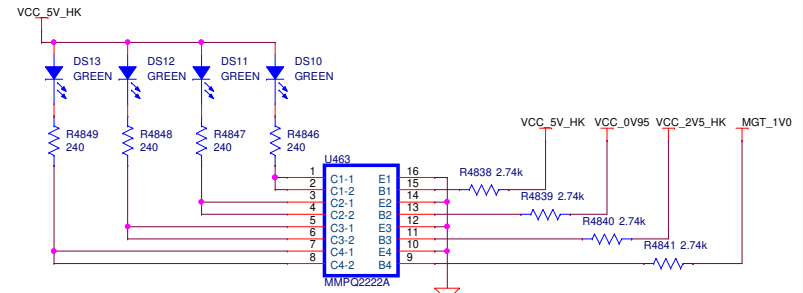 VCC_5V_HK
DS13
GREEN
DS12
GREEN
DS11
GREEN
DS10
GREEN
R4849
240
R4848
240
R4847
240
R4846
240
VCC_5V_HK
VCC_0V95
VCC_2V5_HK
MGT_1V0
U463
1 C1-1 E1 16
2 C1-2 B1 15
3 C2-1 E2 14
4 C2-2 B2 13
5 C3-1 E3 12
6 C3-2 B3 11
7 C4-1 E4 10
8 C4-2 B4 9
MMPQ2222A
R4838 2.74k
R4839 2.74k
R4840 2.74k
R4841 2.74k